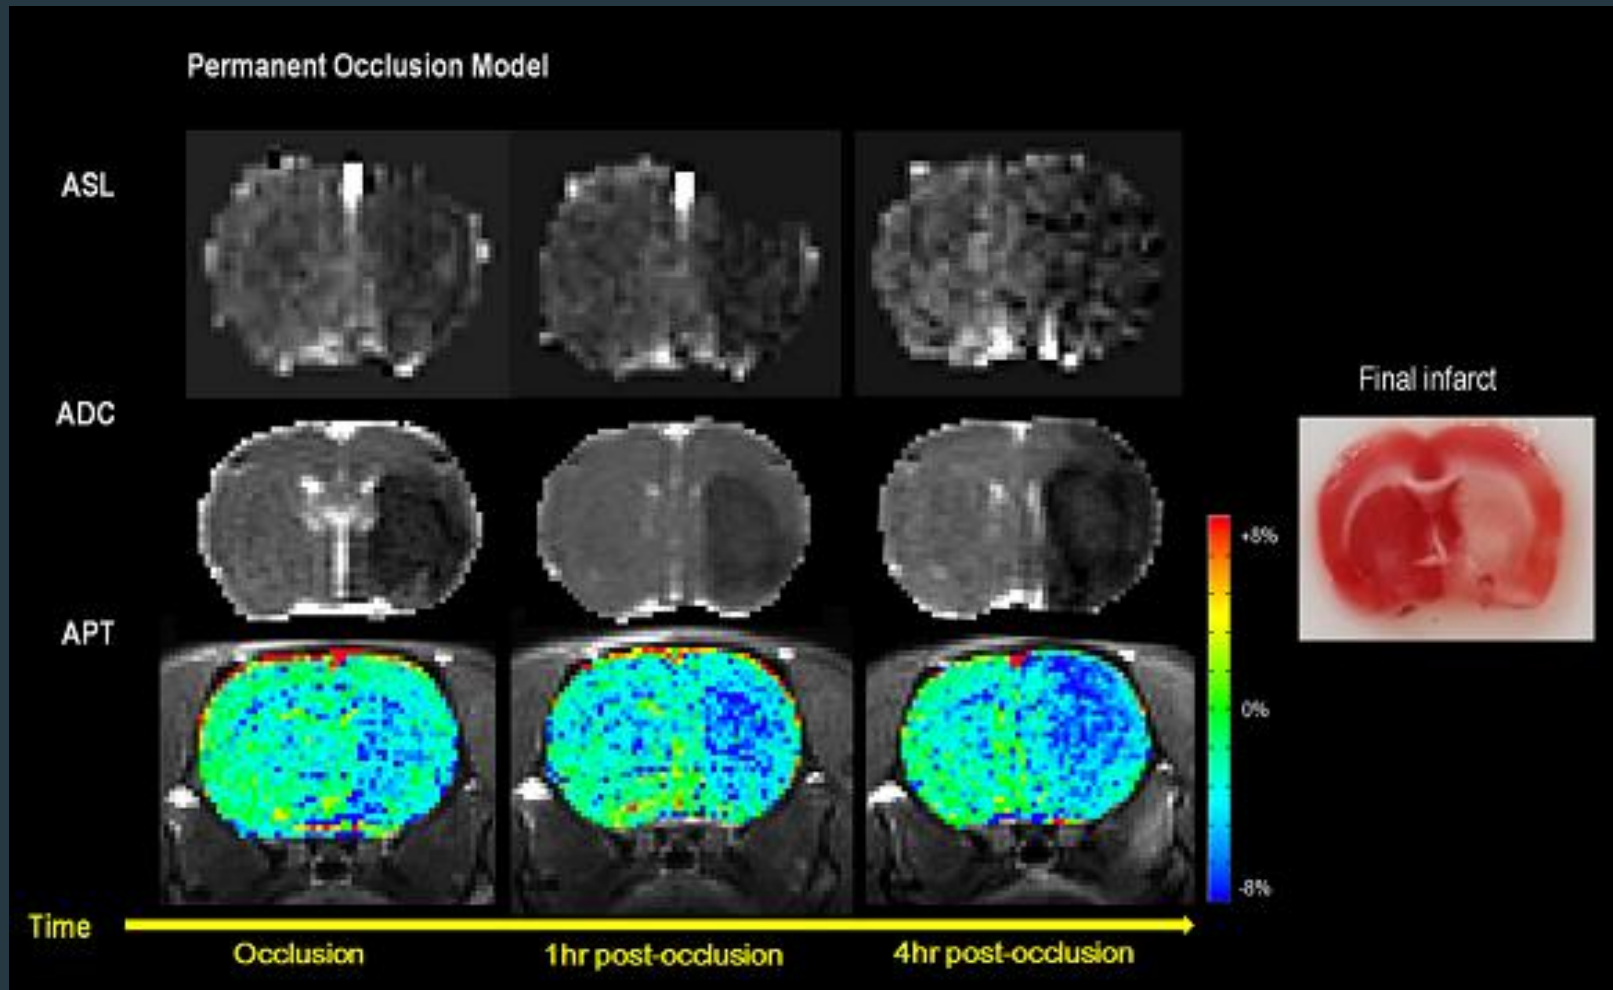 Permanent Occlusion Model
ASL
ADC
Final infarct
+8%
APT
0%
-8%
Time
Occlusion
1hr post-occlusion
4hr post-occlusion